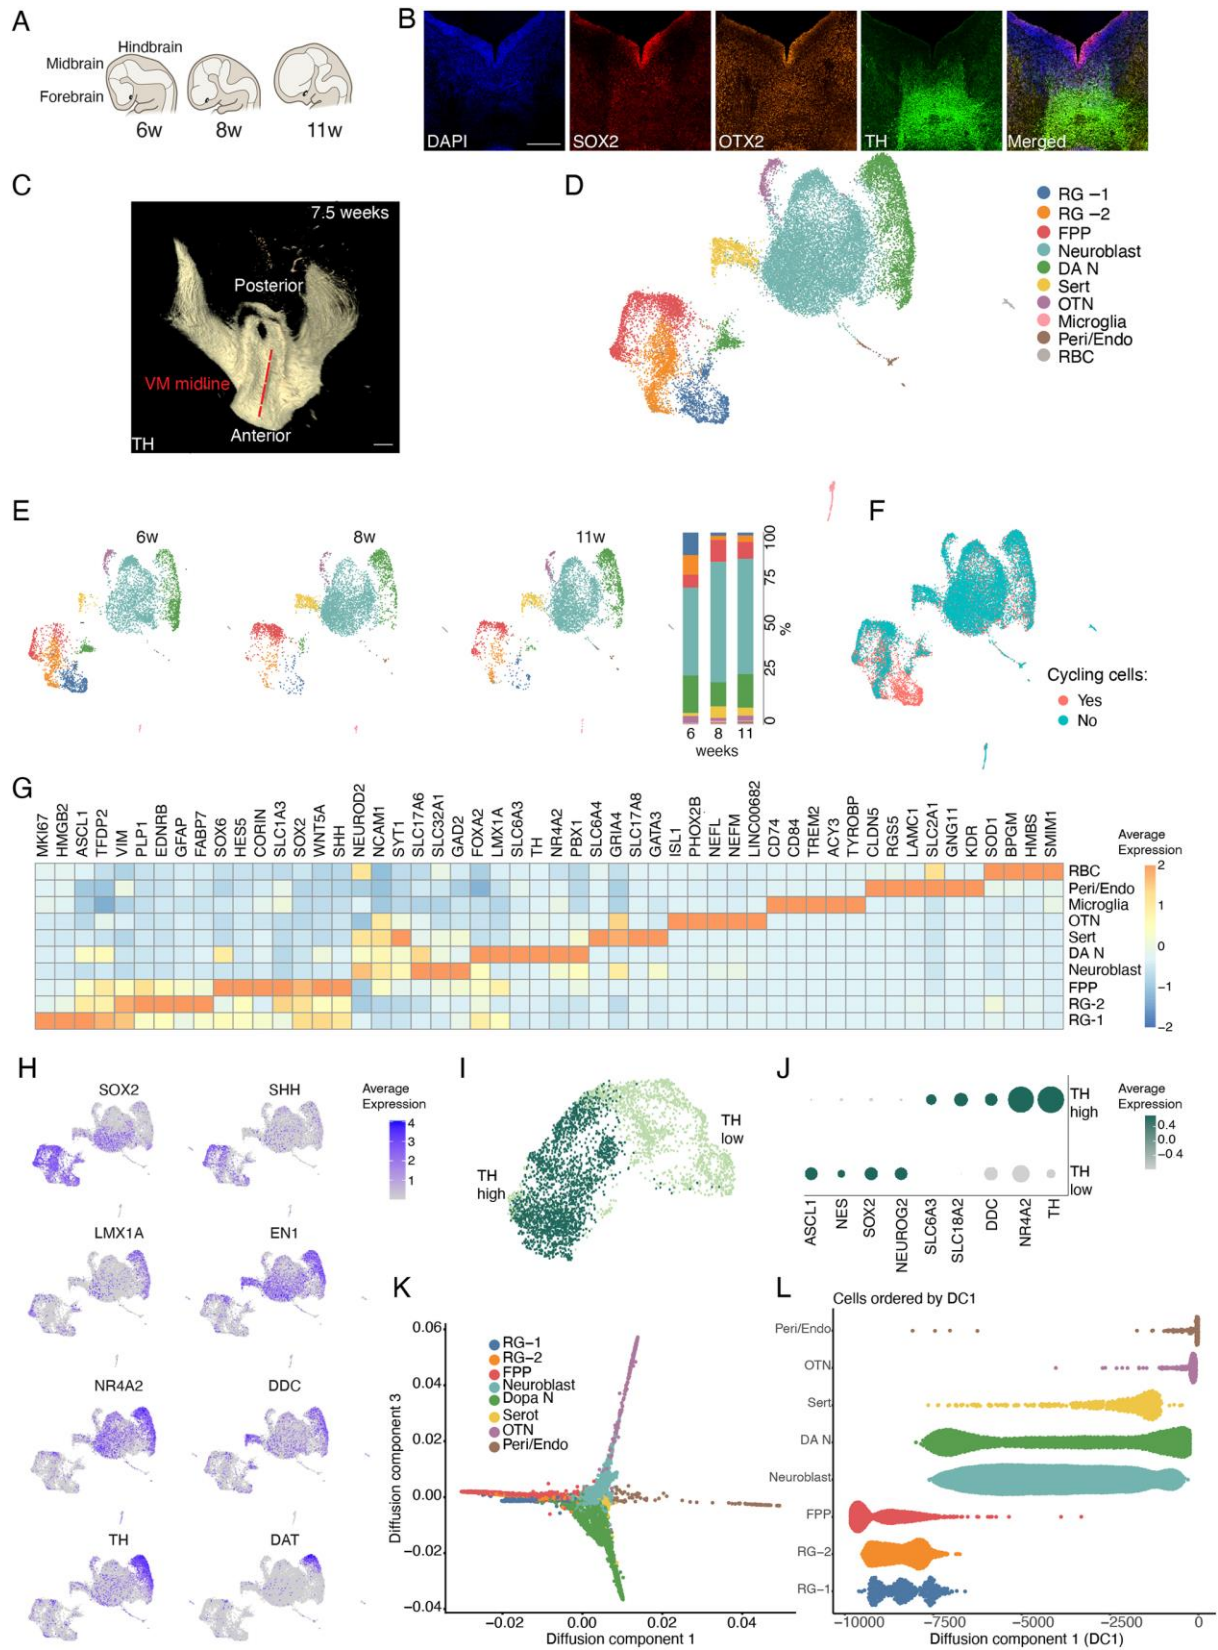 A
Hindbrain
Midbrain
Forebrain
6w
8w
11w
B
DAPI
SOX2
OTX2
TH
Merged
C
7.5 weeks
Posterior
VM midline
Anterior
TH
D
RG −1
RG −2
FPP
Neuroblast
DA N
Sert
OTN
Microglia
Peri/Endo
RBC
E
6w
8w
11w
100
75
50
%
25
0
6 8 11
weeks
F
Cycling cells:
Yes
No
G
MKI67
HMGB2
ASCL1
TFDP2
VIM
PLP1
EDNRB
GFAP
FABP7
SOX6
HES5
CORIN
SLC1A3
SOX2
WNT5A
SHH
NEUROD2
NCAM1
SYT1
SLC17A6
SLC32A1
GAD2
FOXA2
LMX1A
SLC6A3
TH
NR4A2
PBX1
SLC6A4
GRIA4
SLC17A8
GATA3
ISL1
PHOX2B
NEFL
NEFM
LINC00682
CD74
CD84
TREM2
ACY3
TYROBP
CLDN5
RGS5
LAMC1
SLC2A1
GNG11
KDR
SOD1
BPGM
HMBS
SMIM1
RBC
Peri/Endo
Microglia
OTN
Sert
DA N
Neuroblast
FPP
RG-2
RG-1
Average
Expression
2
1
0
−1
−2
H
SOX2
SHH
LMX1A
EN1
NR4A2
DDC
TH
DAT
Average
Expression
4
3
2
1
I
TH
high
TH
low
J
TH
high
TH
low
ASCL1
NES
SOX2
NEUROG2
SLC6A3
SLC18A2
DDC
NR4A2
TH
Average
Expression
0.4
0.0
−0.4
K
0.06
0.04
0.02
0.00
−0.02
−0.04
Diffusion component 3
RG−1
RG−2
FPP
Neuroblast
Dopa N
Serot
OTN
Peri/Endo
−0.02 0.00 0.02 0.04
Diffusion component 1
L
Cells ordered by DC1
Peri/Endo
OTN
Sert
DA N
Neuroblast
FPP
RG−2
RG−1
−10000 −7500 −5000 −2500 0
Diffusion component 1 (DC1)